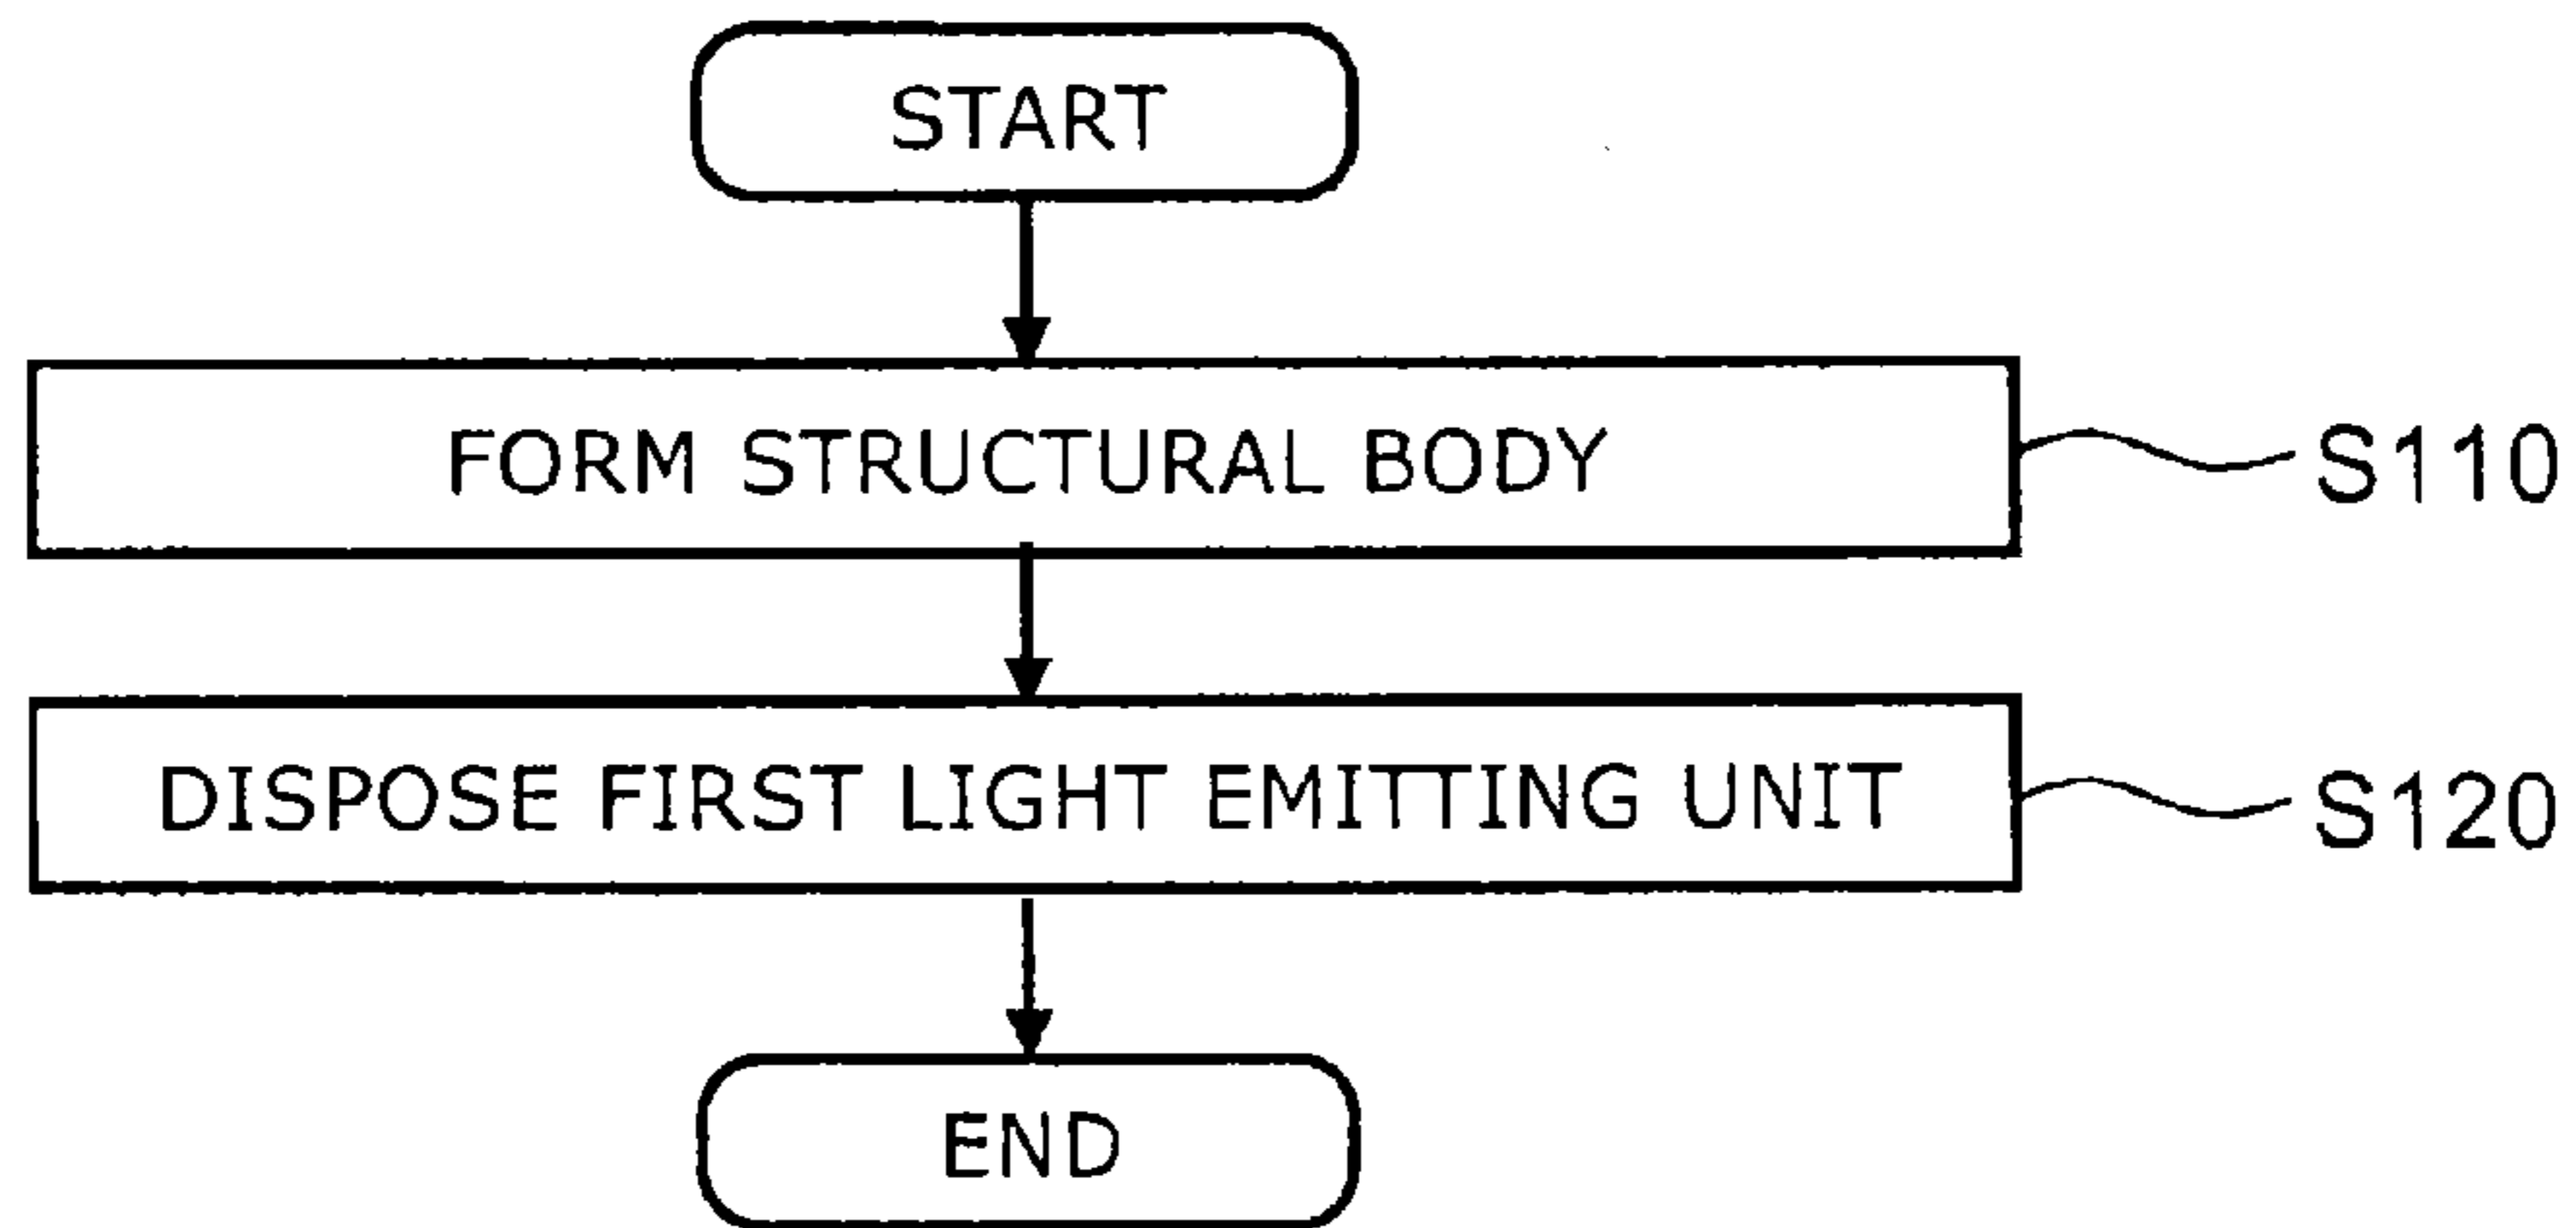 START
FORM STRUCTURAL BODY
S110
DISPOSE FIRST LIGHT EMITTING UNIT
S120
END